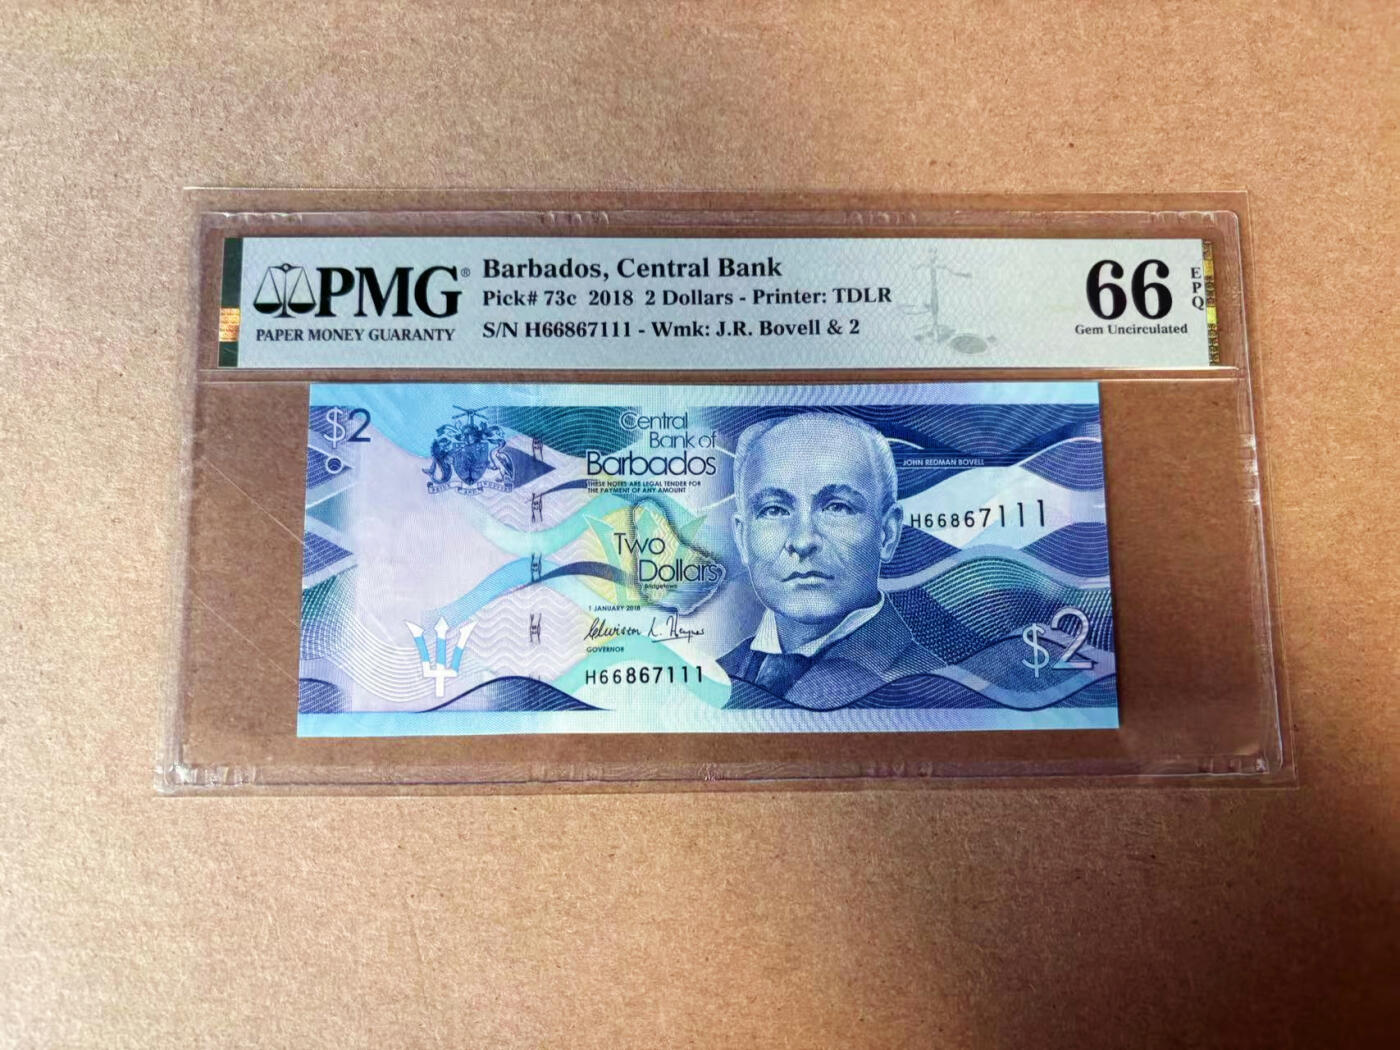 PMG®
PAPER MONEY GUARANTY
Barbados, Central Bank
Pick# 73c 2018 2 Dollars - Printer: TDLR
S/N H66867111 - Wmk: J.R. Bovell & 2
66
EPQ
Gem Uncirculated
$2
Central
Bank of
Barbados
THESE NOTES ARE LEGAL TENDER FOR
THE PAYMENT OF ANY AMOUNT
JOHN REDMAN BOVELL
H66867111
Two
Dollars
Bridgetown
1 JANUARY 2018
GOVERNOR
H66867111
$2